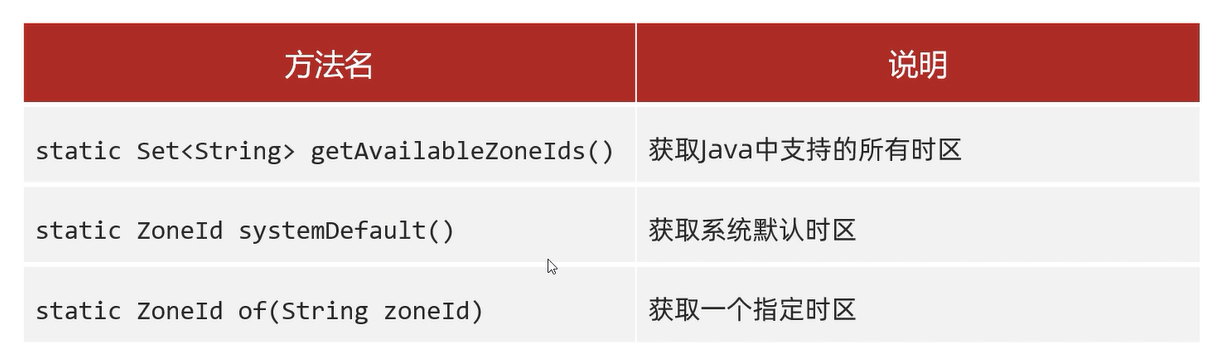 方法名 说明
static Set<String> getAvailableZoneIds() 获取Java中支持的所有时区
static ZoneId systemDefault() 获取系统默认时区
static ZoneId of(String zoneId) 获取一个指定时区